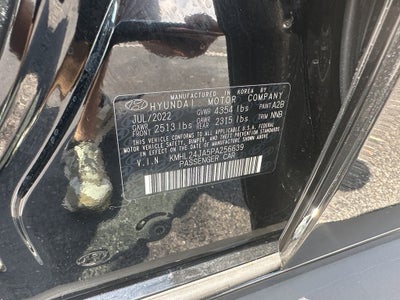 MANUFACTURED IN KOREA BY
HYUNDAI MOTOR COMPANY
JUL/2022 GVWR 4354 lbs PAINT A2B
GAWR FRONT 2513 lbs GAWR REAR 2315 lbs TRIM NNB
THIS VEHICLE CONFORMS TO ALL APPLICABLE U.S.A. FEDERAL
MOTOR VEHICLE SAFETY, BUMPER, AND THEFT PREVENTION STANDARDS
IN EFFECT ON THE DATE OF MANUFACTURE SHOWN ABOVE.
V.I.N KMHL24JA5PA256639
PASSENGER CAR